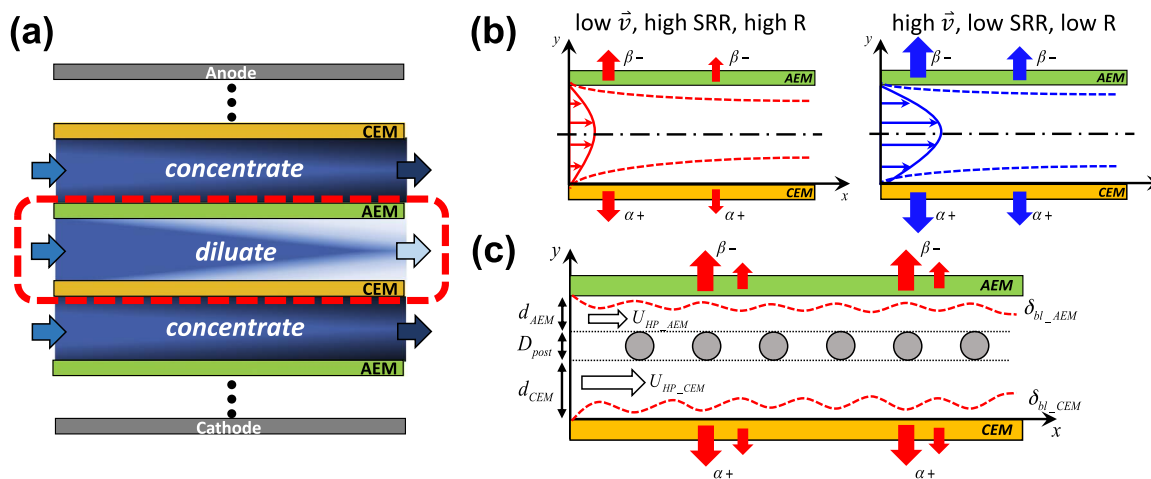 (a)
Anode
CEM
concentrate
AEM
diluate
CEM
concentrate
AEM
Cathode
(b)
low v⃗, high SRR, high R
y
β −
β −
AEM
CEM
x
α +
α +
high v⃗, low SRR, low R
y
β −
β −
AEM
CEM
x
α +
α +
(c)
y
β −
β −
AEM
d_AEM
U_HP_AEM
δ_bl_AEM
D_post
d_CEM
U_HP_CEM
δ_bl_CEM
x
CEM
α +
α +